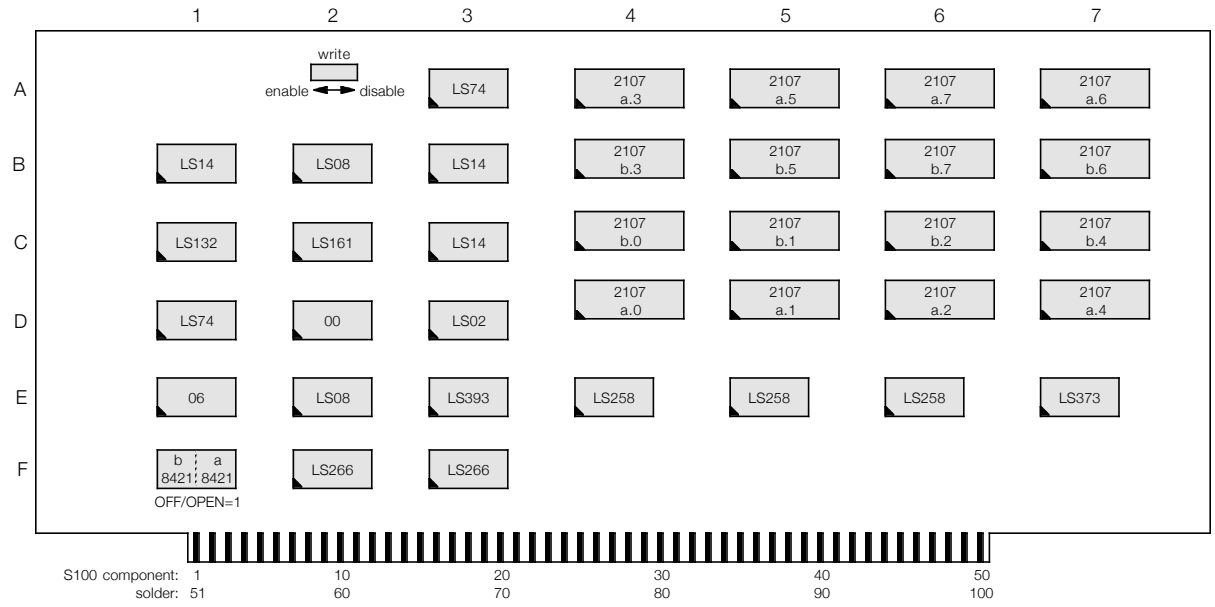 1 2 3 4 5 6 7
write
enable disable
A LS74 2107 2107 2107 2107
a.3 a.5 a.7 a.6
B LS14 LS08 LS14 2107 2107 2107 2107
b.3 b.5 b.7 b.6
C LS132 LS161 LS14 2107 2107 2107 2107
b.0 b.1 b.2 b.4
D LS74 00 LS02 2107 2107 2107 2107
a.0 a.1 a.2 a.4
E 06 LS08 LS393 LS258 LS258 LS258 LS373
F b a LS266 LS266
8421 8421
OFF/OPEN=1
S100 component: 1 10 20 30 40 50
solder: 51 60 70 80 90 100